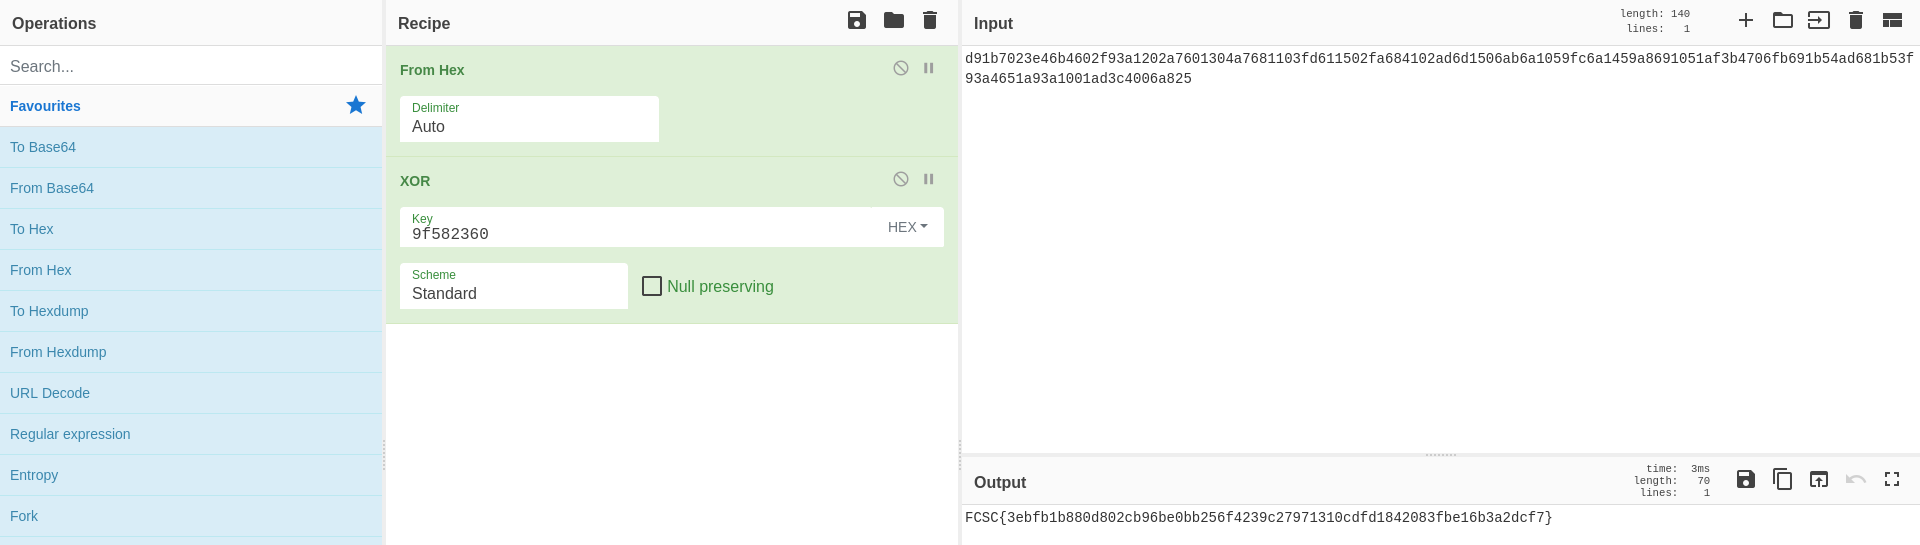 Operations
Search...
Favourites
To Base64
From Base64
To Hex
From Hex
To Hexdump
From Hexdump
URL Decode
Regular expression
Entropy
Fork
Recipe
From Hex
Delimiter
Auto
XOR
Key
9f582360
HEX
Scheme
Standard
Null preserving
Input
length: 140
lines: 1
d91b7023e46b4602f93a1202a7601304a7681103fd611502fa684102ad6d1506ab6a1059fc6a1459a8691051af3b4706fb691b54ad681b53f
93a4651a93a1001ad3c4006a825
Output
time: 3ms
length: 70
lines: 1
FCSC{3ebfb1b880d802cb96be0bb256f4239c27971310cdfd1842083fbe16b3a2dcf7}